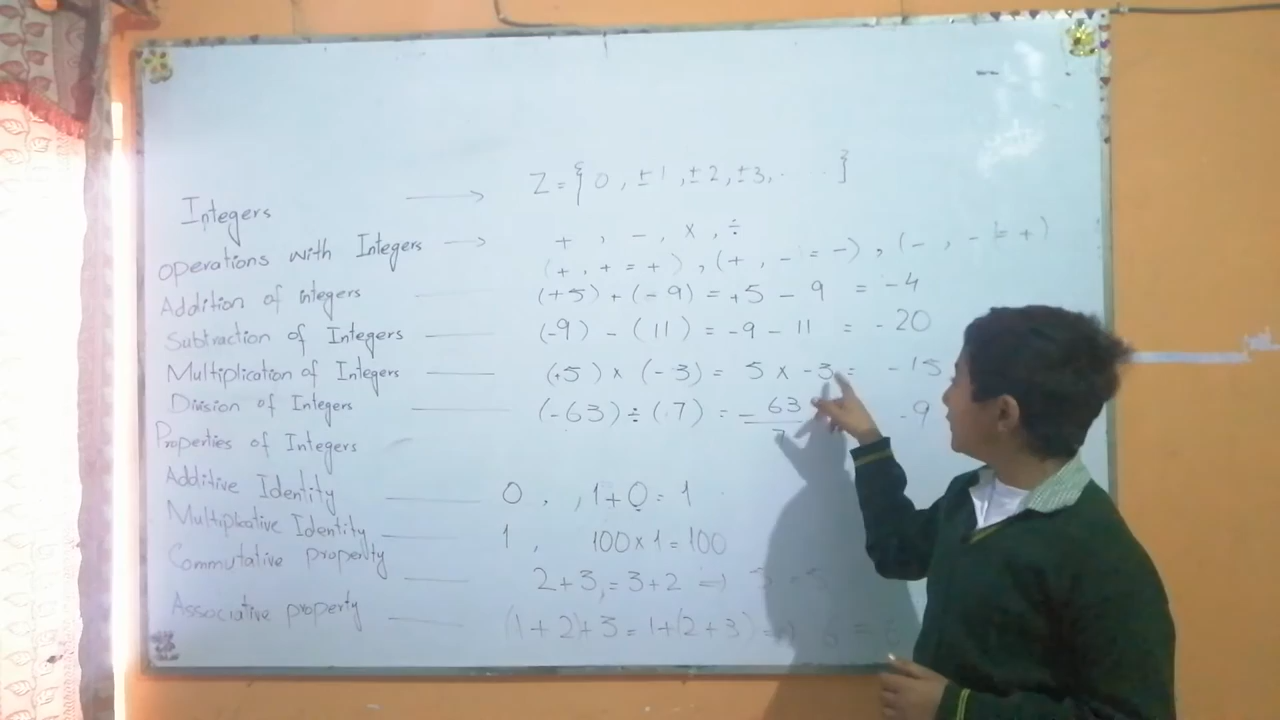 Integers → Z = { 0 , ±1 , ±2 , ±3 , . . . . }
operations with Integers → + , - , × , ÷
(+ , + = +) , (+ , - = -) , (- , - = +)
Addition of integers — (+5) + (-9) = +5 - 9 = -4
Subtraction of Integers — (-9) - (11) = -9 - 11 = -20
Multiplication of Integers — (+5) × (-3) = 5 × -3 = -15
Division of Integers — (-63) ÷ (7) = -63/7 -9
Properties of Integers
Additive Identity — 0 , , 1+0 = 1
Multiplicative Identity — 1 , 100×1 = 100
Commutative property — 2+3 = 3+2 ⇒ 5 = 5
Associative property — (1+2)+3 = 1+(2+3) ⇒ 6 = 6